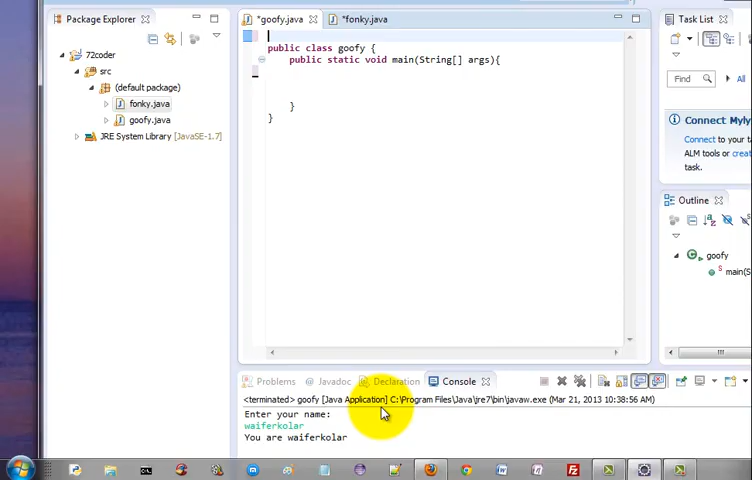 Package Explorer
*goofy.java
*fonky.java
Task List
72coder
src
(default package)
fonky.java
goofy.java
JRE System Library [JavaSE-1.7]
public class goofy {
public static void main(String[] args){
}
}
Find
All
Connect Myly
Connect to your t
ALM tools or creat
task.
Outline
goofy
main(S
Problems
Javadoc
Declaration
Console
<terminated> goofy [Java Application] C:\Program Files\Java\jre7\bin\javaw.exe (Mar 21, 2013 10:38:56 AM)
Enter your name:
waiferkolar
You are waiferkolar